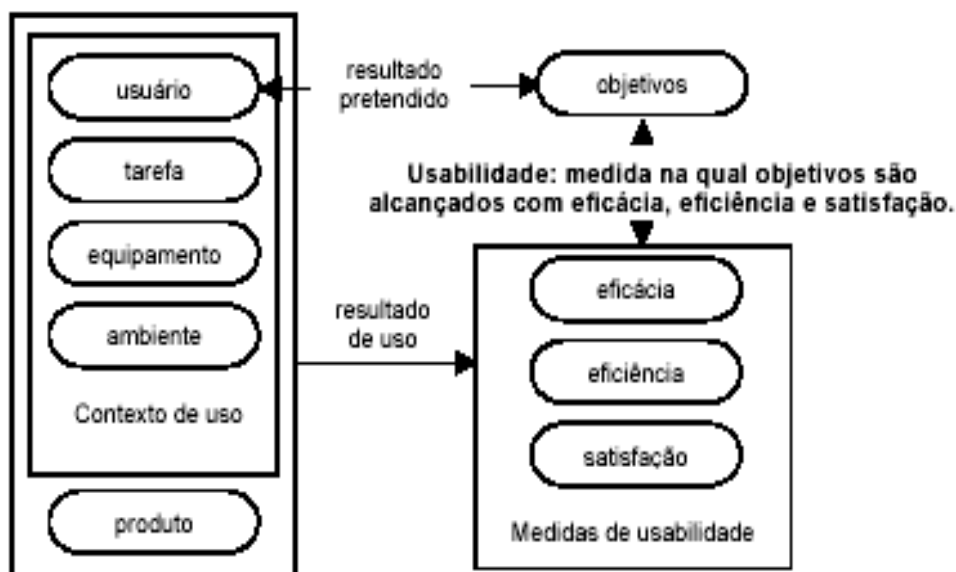 usuário
tarefa
equipamento
ambiente
Contexto de uso
produto
resultado
pretendido
objetivos
Usabilidade: medida na qual objetivos são
alcançados com eficácia, eficiência e satisfação.
resultado
de uso
eficácia
eficiência
satisfação
Medidas de usabilidade